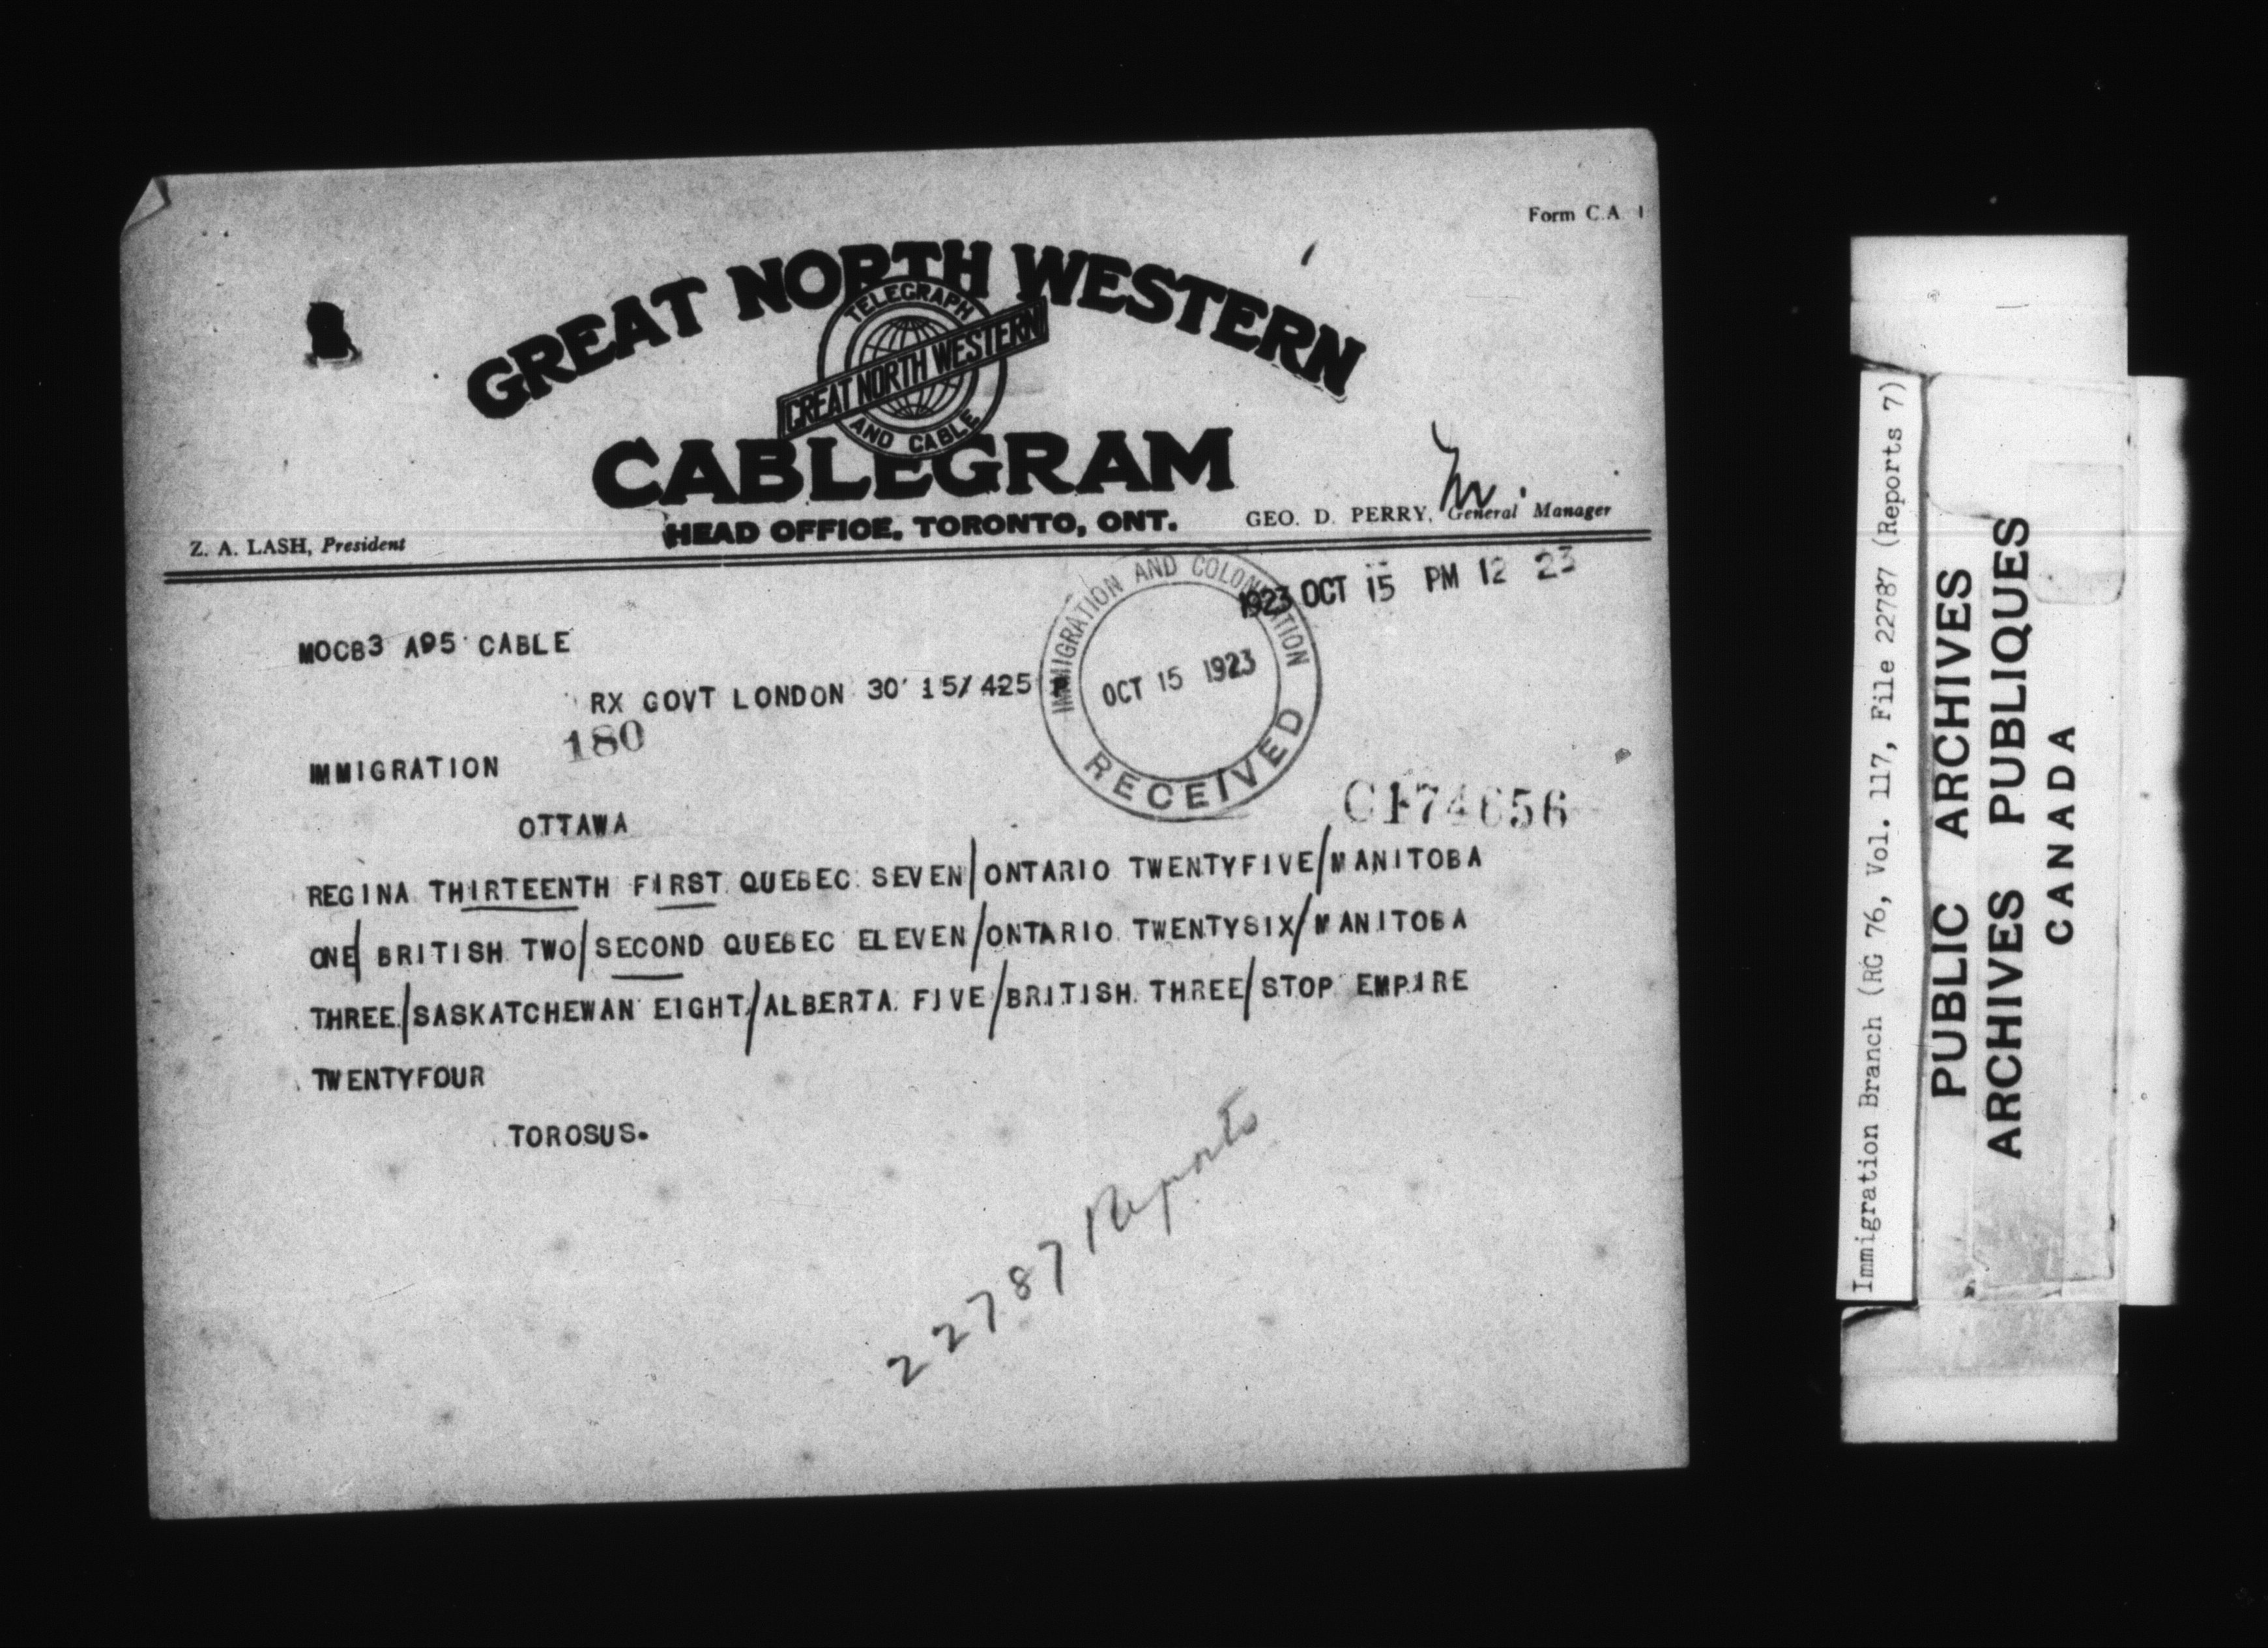 Form C.A. 1
GREAT NORTH WESTERN
TELEGRAPH
GREAT NORTH WESTERN
AND CABLE
CABLEGRAM
HEAD OFFICE, TORONTO, ONT.
Z. A. LASH, President
GEO. D. PERRY, General Manager
1923 OCT 15 PM 12 23
IMMIGRATION AND COLONIZATION
OCT 15 1923
RECEIVED
MOCB3 A95 CABLE
RX GOVT LONDON 30 15/ 425 P
180
IMMIGRATION
C174656
OTTAWA
REGINA THIRTEENTH FIRST QUEBEC SEVEN/ONTARIO TWENTYFIVE/MANITOBA
ONE/BRITISH TWO/SECOND QUEBEC ELEVEN/ONTARIO TWENTYSIX/MANITOBA
THREE/SASKATCHEWAN EIGHT/ALBERTA FIVE/BRITISH THREE/STOP EMPIRE
TWENTYFOUR
TOROSUS.
22787 Reports
Immigration Branch (RG 76, Vol. 117, File 22787 (Reports 7)
PUBLIC ARCHIVES
ARCHIVES PUBLIQUES
CANADA